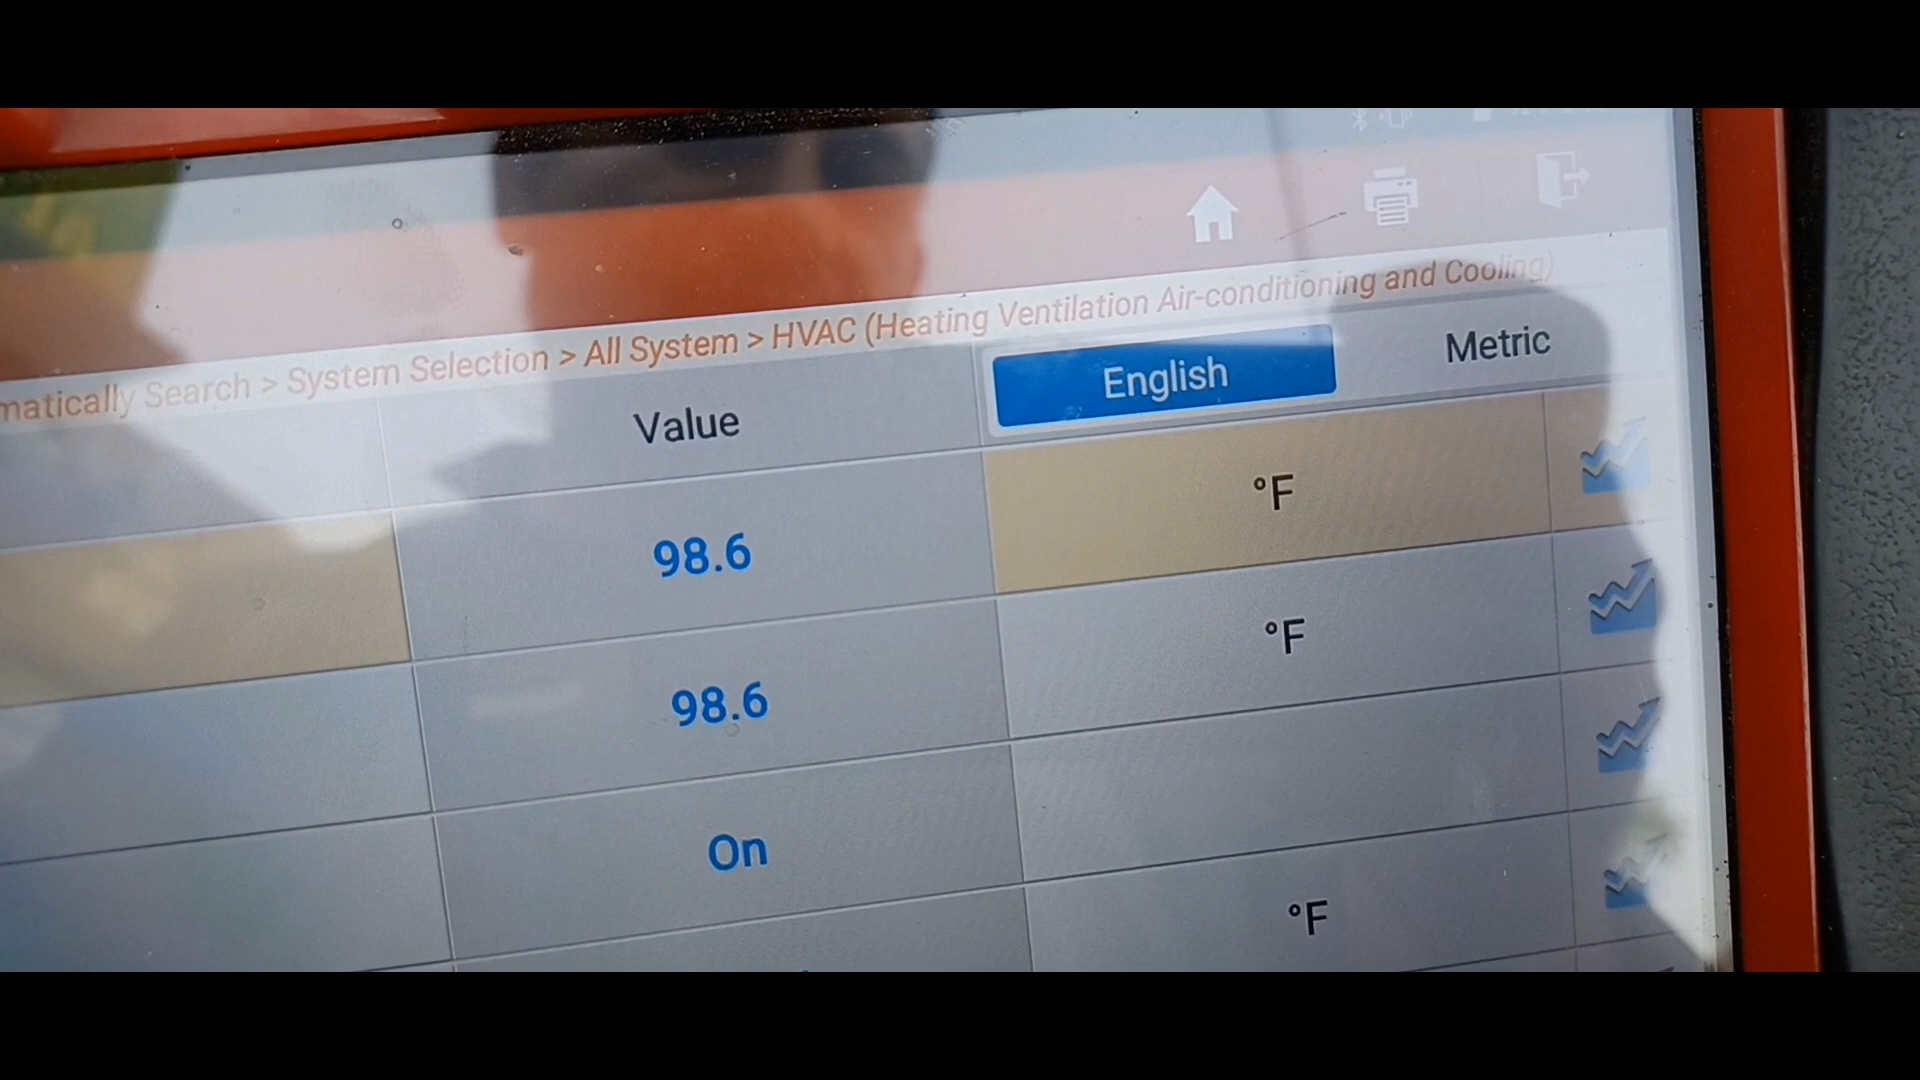 matically Search > System Selection > All System > HVAC (Heating Ventilation Air-conditioning and Cooling)
Value English Metric
98.6 °F
98.6 °F
On
°F